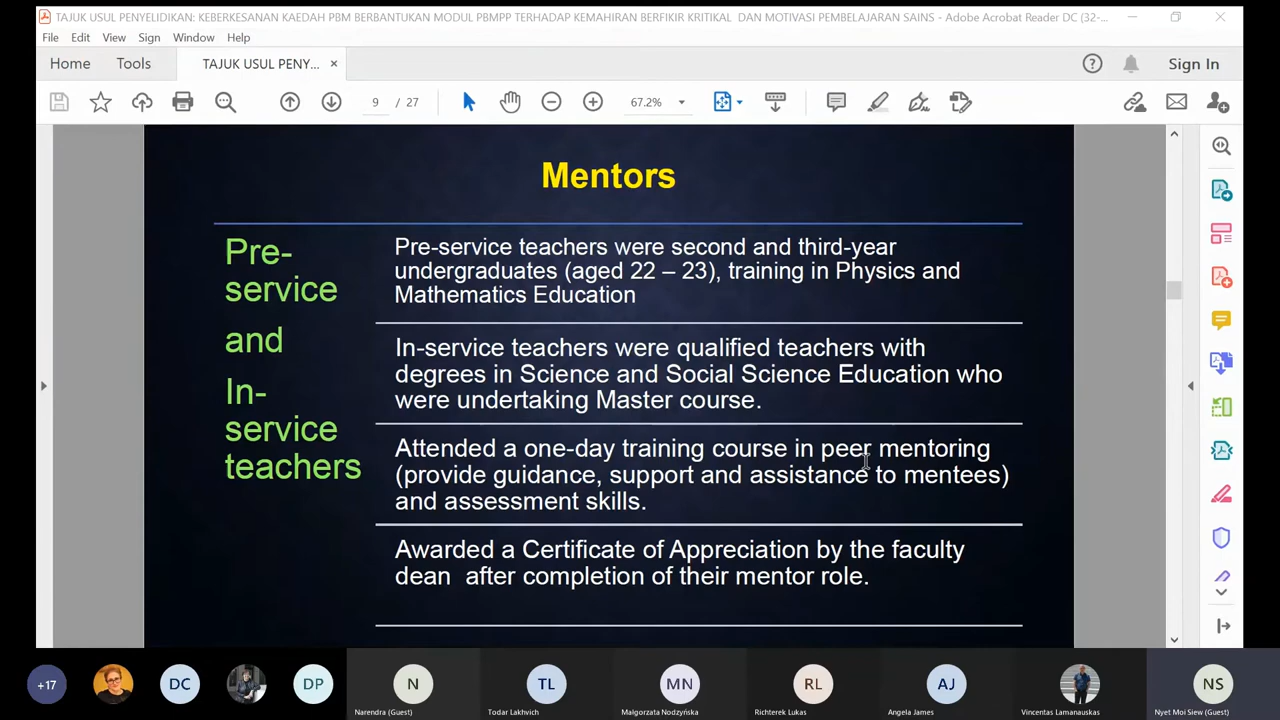 TAJUK USUL PENYELIDIKAN: KEBERKESANAN KAEDAH PBM BERBANTUKAN MODUL PBMPP TERHADAP KEMAHIRAN BERFIKIR KRITIKAL DAN MOTIVASI PEMBELAJARAN SAINS - Adobe Acrobat Reader DC (32-...
File Edit View Sign Window Help
Home Tools TAJUK USUL PENY... × Sign In
9 / 27 67.2%
Mentors
Pre-
service
and
In-
service
teachers
Pre-service teachers were second and third-year
undergraduates (aged 22 – 23), training in Physics and
Mathematics Education
In-service teachers were qualified teachers with
degrees in Science and Social Science Education who
were undertaking Master course.
Attended a one-day training course in peer mentoring
(provide guidance, support and assistance to mentees)
and assessment skills.
Awarded a Certificate of Appreciation by the faculty
dean after completion of their mentor role.
+17 DC DP N TL MN RL AJ NS
Narendra (Guest) Todar Lakhvich Małgorzata Nodzyńska Richterek Lukas Angela James Vincentas Lamanauskas Nyet Moi Siew (Guest)